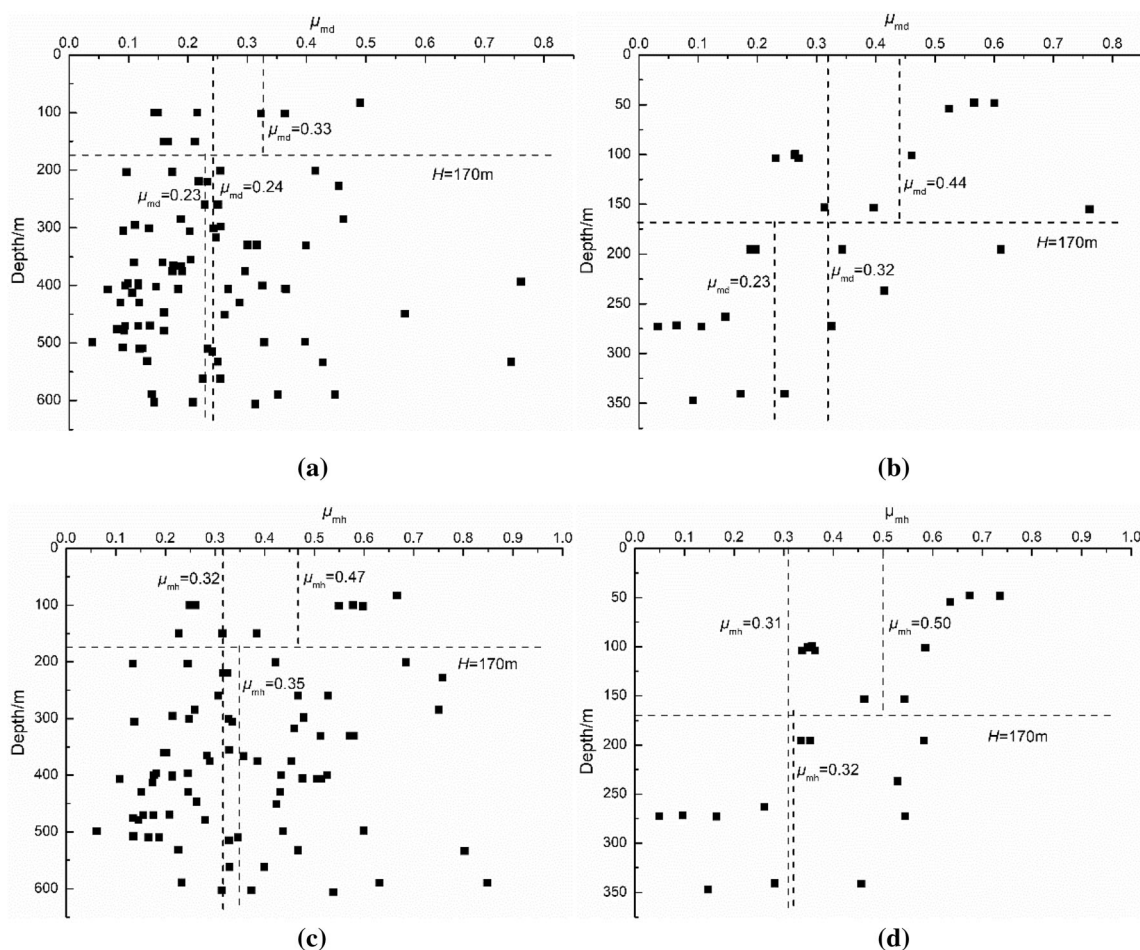 μmd
0.0 0.1 0.2 0.3 0.4 0.5 0.6 0.7 0.8
0
100
200
300
400
500
600
Depth/m
μmd=0.33
H=170m
μmd=0.23
μmd=0.24
(a)
μmd
0.0 0.1 0.2 0.3 0.4 0.5 0.6 0.7 0.8
0
50
100
150
200
250
300
350
Depth/m
μmd=0.44
H=170m
μmd=0.32
μmd=0.23
(b)
μmh
0.0 0.1 0.2 0.3 0.4 0.5 0.6 0.7 0.8 0.9 1.0
0
100
200
300
400
500
600
Depth/m
μmh=0.32
μmh=0.47
H=170m
μmh=0.35
(c)
μmh
0.0 0.1 0.2 0.3 0.4 0.5 0.6 0.7 0.8 0.9 1.0
0
50
100
150
200
250
300
350
Depth/m
μmh=0.31
μmh=0.50
H=170m
μmh=0.32
(d)